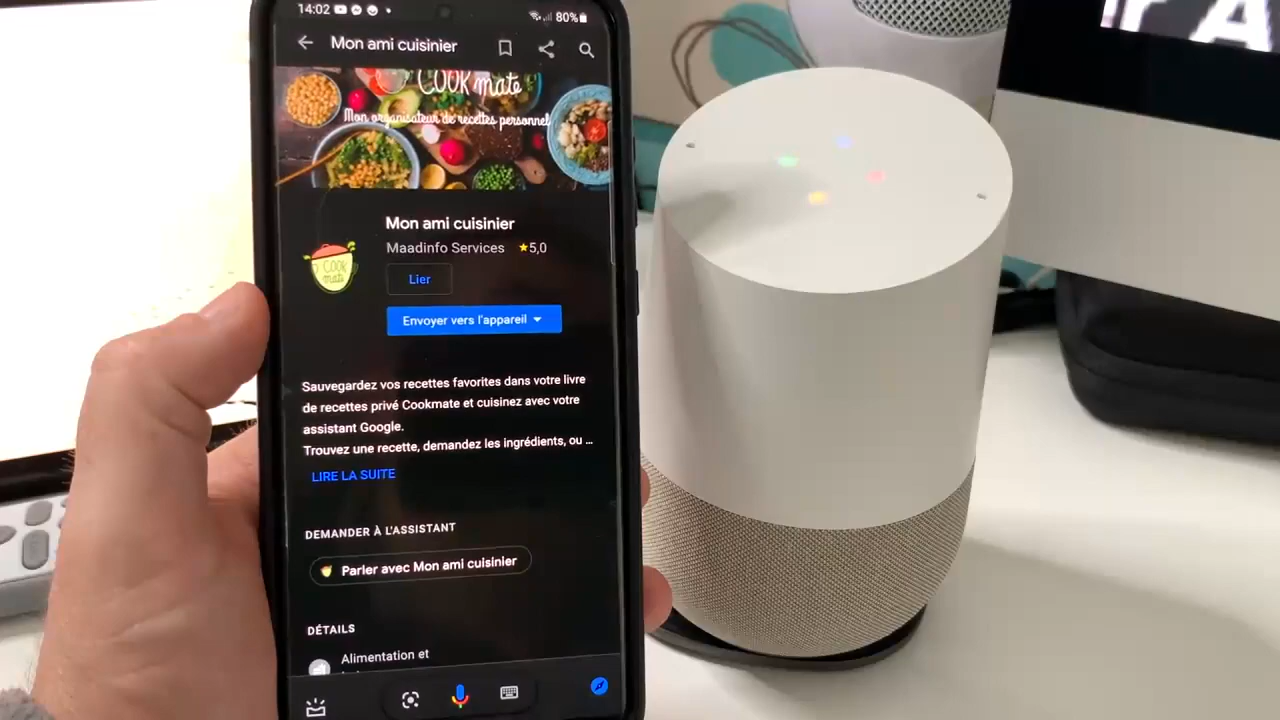 14:02
80%
Mon ami cuisinier
COOKmate
Mon organisateur de recettes personnel
Mon ami cuisinier
Maadinfo Services ★5,0
COOK
mate
Lier
Envoyer vers l'appareil
Sauvegardez vos recettes favorites dans votre livre
de recettes privé Cookmate et cuisinez avec votre
assistant Google.
Trouvez une recette, demandez les ingrédients, ou ...
LIRE LA SUITE
DEMANDER À L'ASSISTANT
Parler avec Mon ami cuisinier
DÉTAILS
Alimentation et